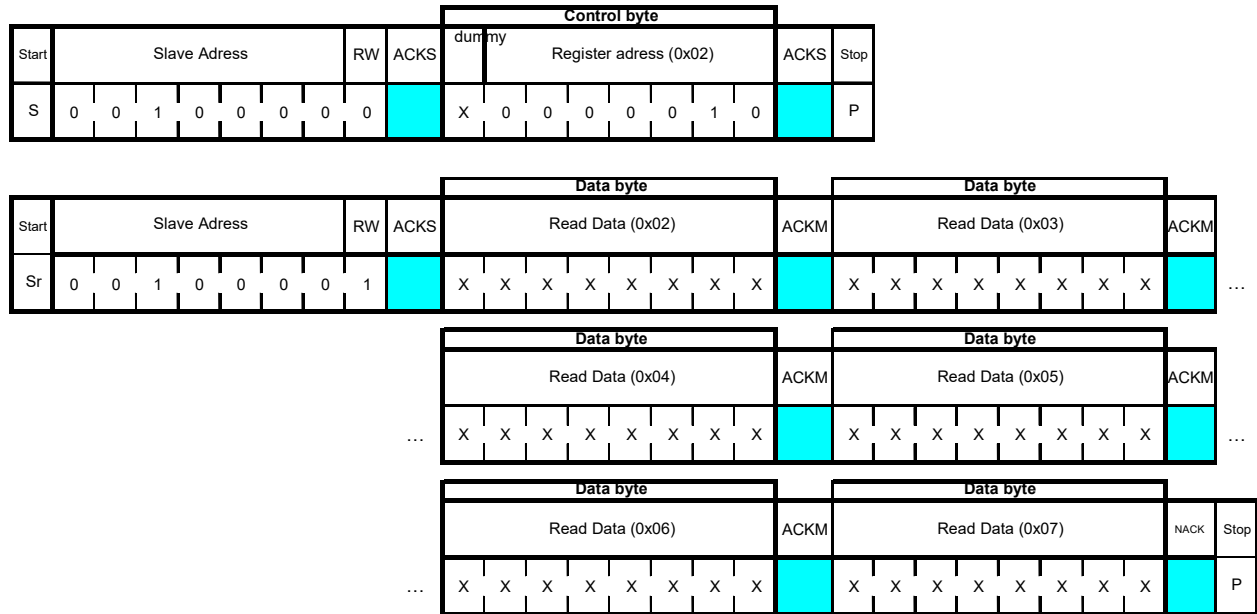 Control byte
Start Slave Adress RW ACKS dummy Register adress (0x02) ACKS Stop
S 0 0 1 0 0 0 0 0 X 0 0 0 0 0 1 0 P
Data byte Data byte
Start Slave Adress RW ACKS Read Data (0x02) ACKM Read Data (0x03) ACKM
Sr 0 0 1 0 0 0 0 1 X X X X X X X X X X X X X X X X …
Data byte Data byte
Read Data (0x04) ACKM Read Data (0x05) ACKM
… X X X X X X X X X X X X X X X X …
Data byte Data byte
Read Data (0x06) ACKM Read Data (0x07) NACK Stop
… X X X X X X X X X X X X X X X X P